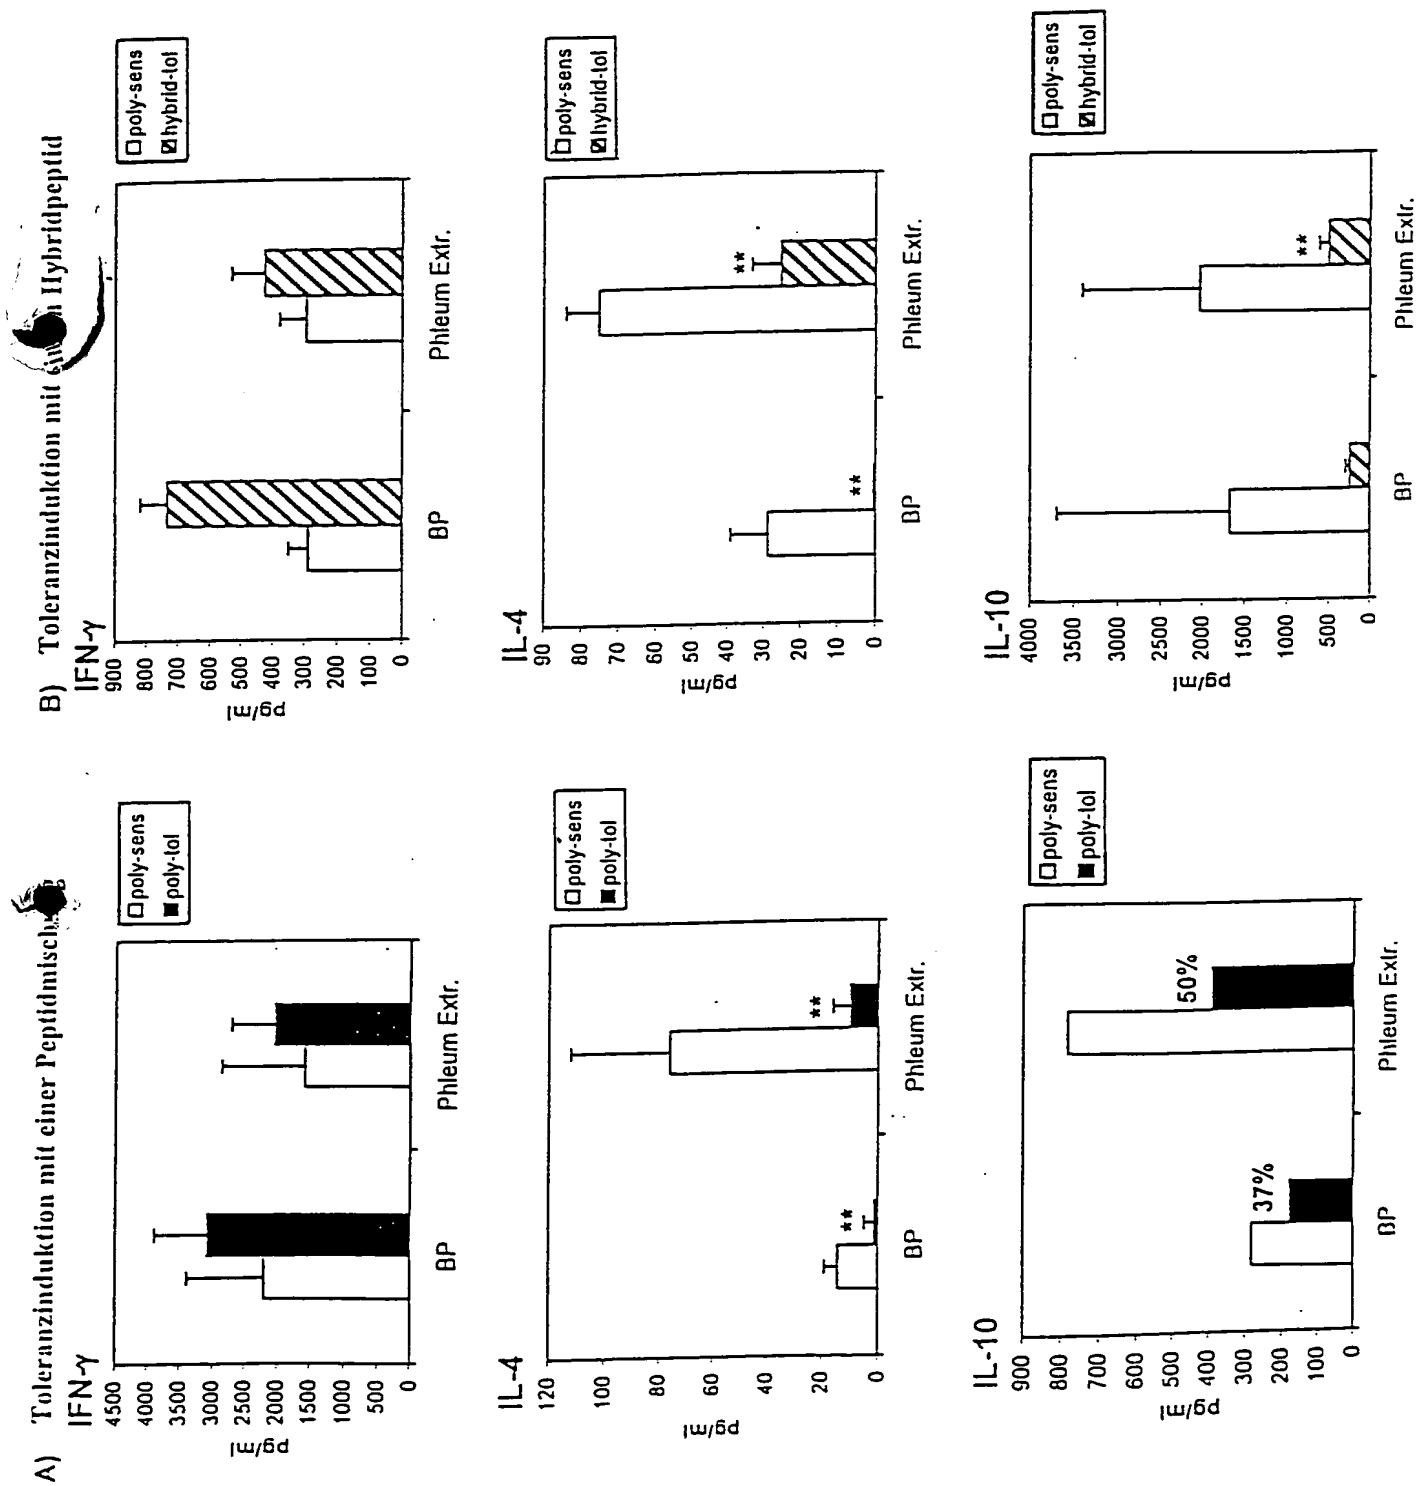 A) Toleranzinduktion mit einer
IFN-γ
4500
4000
3500
3000
2500
2000
1500
1000
500
0
pg/ml
BP
Phleum Extr.
poly-sens
poly-tol
IL-4
120
100
80
60
40
20
0
pg/ml
**
**
BP
Phleum Extr.
poly-sens
poly-tol
IL-10
900
800
700
600
500
400
300
200
100
0
pg/ml
37%
50%
BP
Phleum Extr.
poly-sens
poly-tol
B) Toleranzinduktion mit Hybridpeptid
IFN-γ
900
800
700
600
500
400
300
200
100
0
pg/ml
BP
Phleum Extr.
poly-sens
hybrid-tol
IL-4
90
80
70
60
50
40
30
20
10
0
pg/ml
**
**
BP
Phleum Extr.
poly-sens
hybrid-tol
IL-10
4000
3500
3000
2500
2000
1500
1000
500
0
pg/ml
**
BP
Phleum Extr.
poly-sens
hybrid-tol